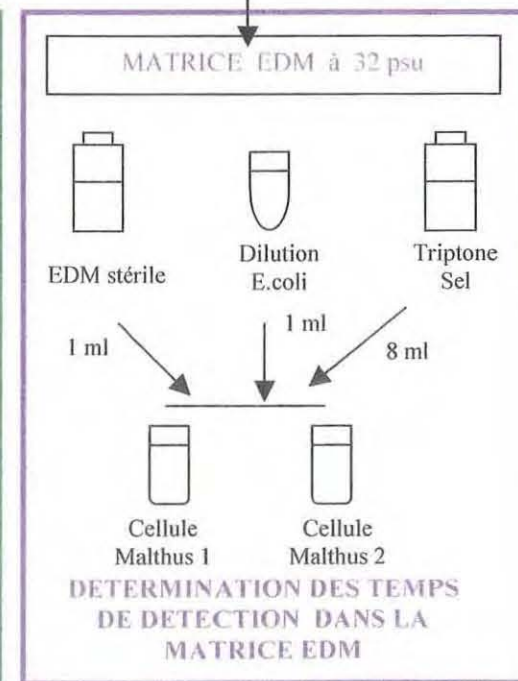 MATRICE EDM à 32 psu
EDM stérile
Dilution
E.coli
Triptone
Sel
1 ml
1 ml
8 ml
Cellule
Malthus 1
Cellule
Malthus 2
DETERMINATION DES TEMPS
DE DETECTION DANS LA
MATRICE EDM